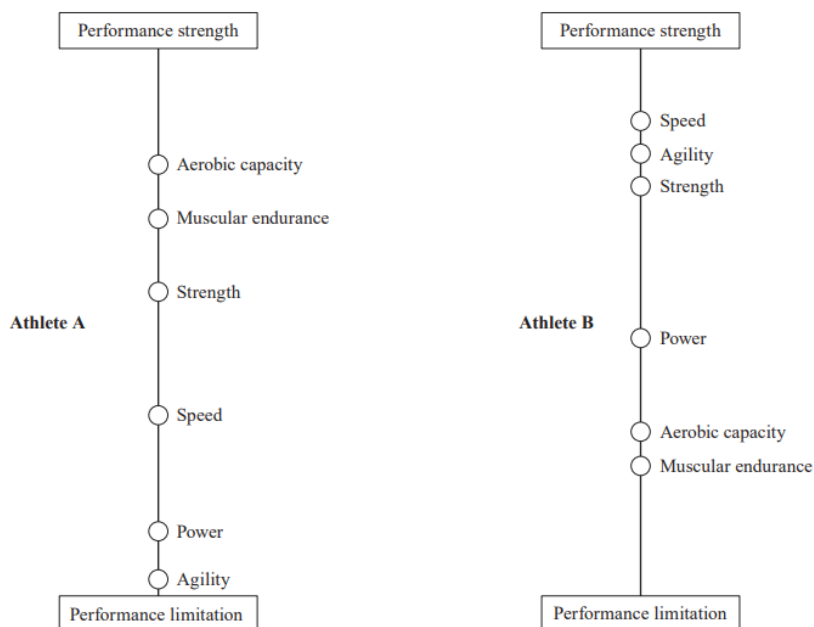 Performance strength
Aerobic capacity
Muscular endurance
Strength
Athlete A
Speed
Power
Agility
Performance limitation
Performance strength
Speed
Agility
Strength
Athlete B
Power
Aerobic capacity
Muscular endurance
Performance limitation